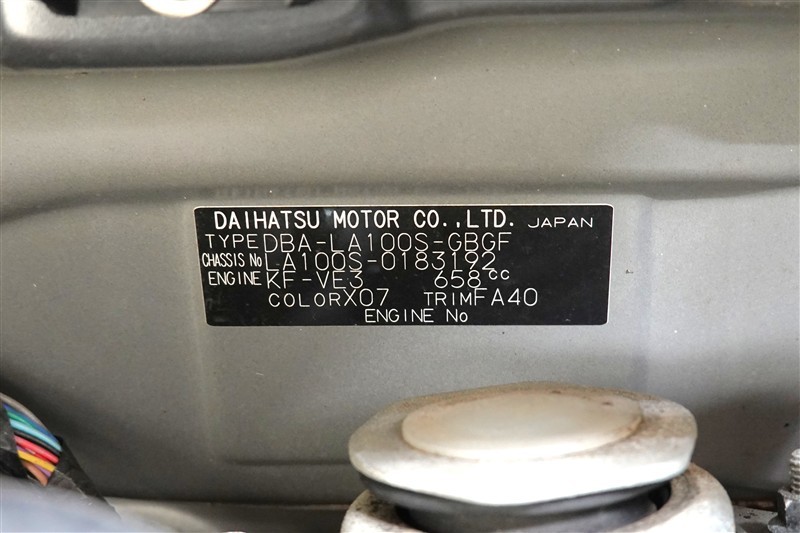 DAIHATSU MOTOR CO.,LTD. JAPAN
TYPE DBA-LA100S-GBGF
CHASSIS No LA100S-0183192
ENGINE KF-VE3 658cc
COLOR X07 TRIM FA40
ENGINE No